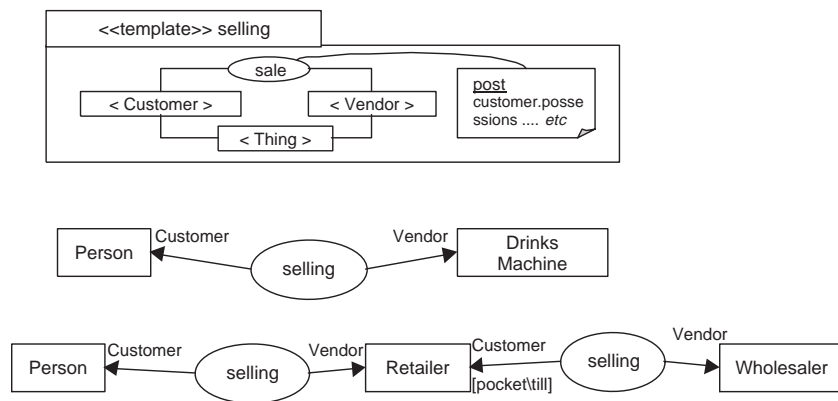 <<template>> selling
sale
< Customer >
< Vendor >
< Thing >
post
customer.posse
ssions .... etc
Customer
Vendor
Person
selling
Drinks
Machine
Customer
Vendor
Customer
Vendor
Person
selling
Retailer
selling
Wholesaler
[pocket\till]